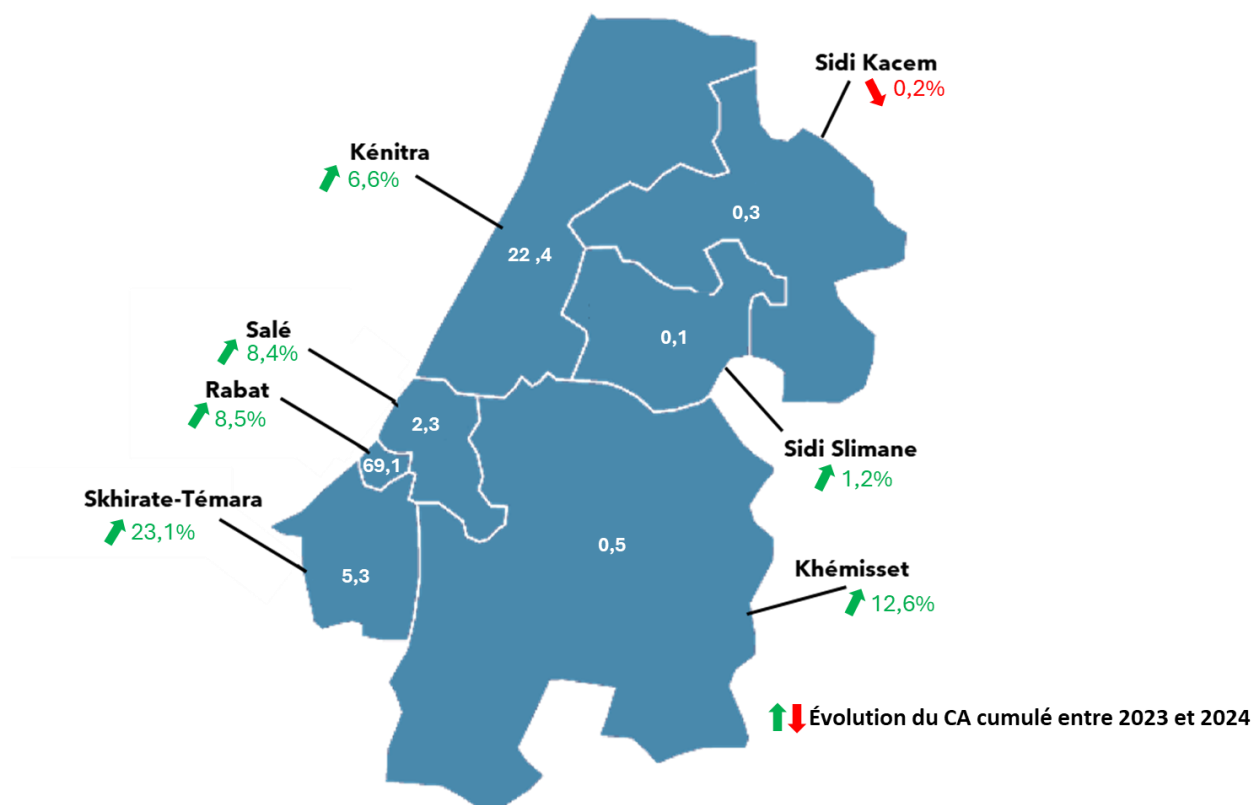 Sidi Kacem
0,2%
Kénitra
6,6%
0,3
22 ,4
Salé
8,4%
0,1
Rabat
8,5%
2,3
Sidi Slimane
1,2%
69,1
Skhirate-Témara
23,1%
0,5
5,3
Khémisset
12,6%
Évolution du CA cumulé entre 2023 et 2024